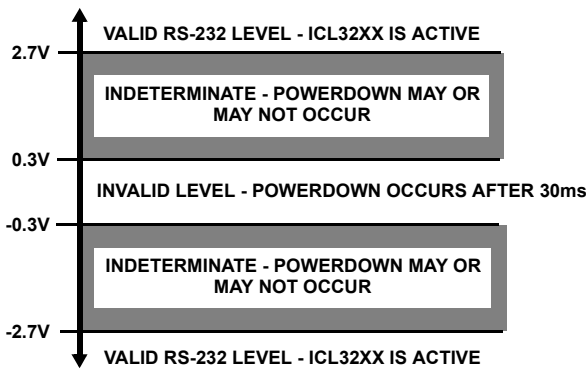 VALID RS-232 LEVEL - ICL32XX IS ACTIVE
2.7V
INDETERMINATE - POWERDOWN MAY OR
MAY NOT OCCUR
0.3V
INVALID LEVEL - POWERDOWN OCCURS AFTER 30ms
-0.3V
INDETERMINATE - POWERDOWN MAY OR
MAY NOT OCCUR
-2.7V
VALID RS-232 LEVEL - ICL32XX IS ACTIVE